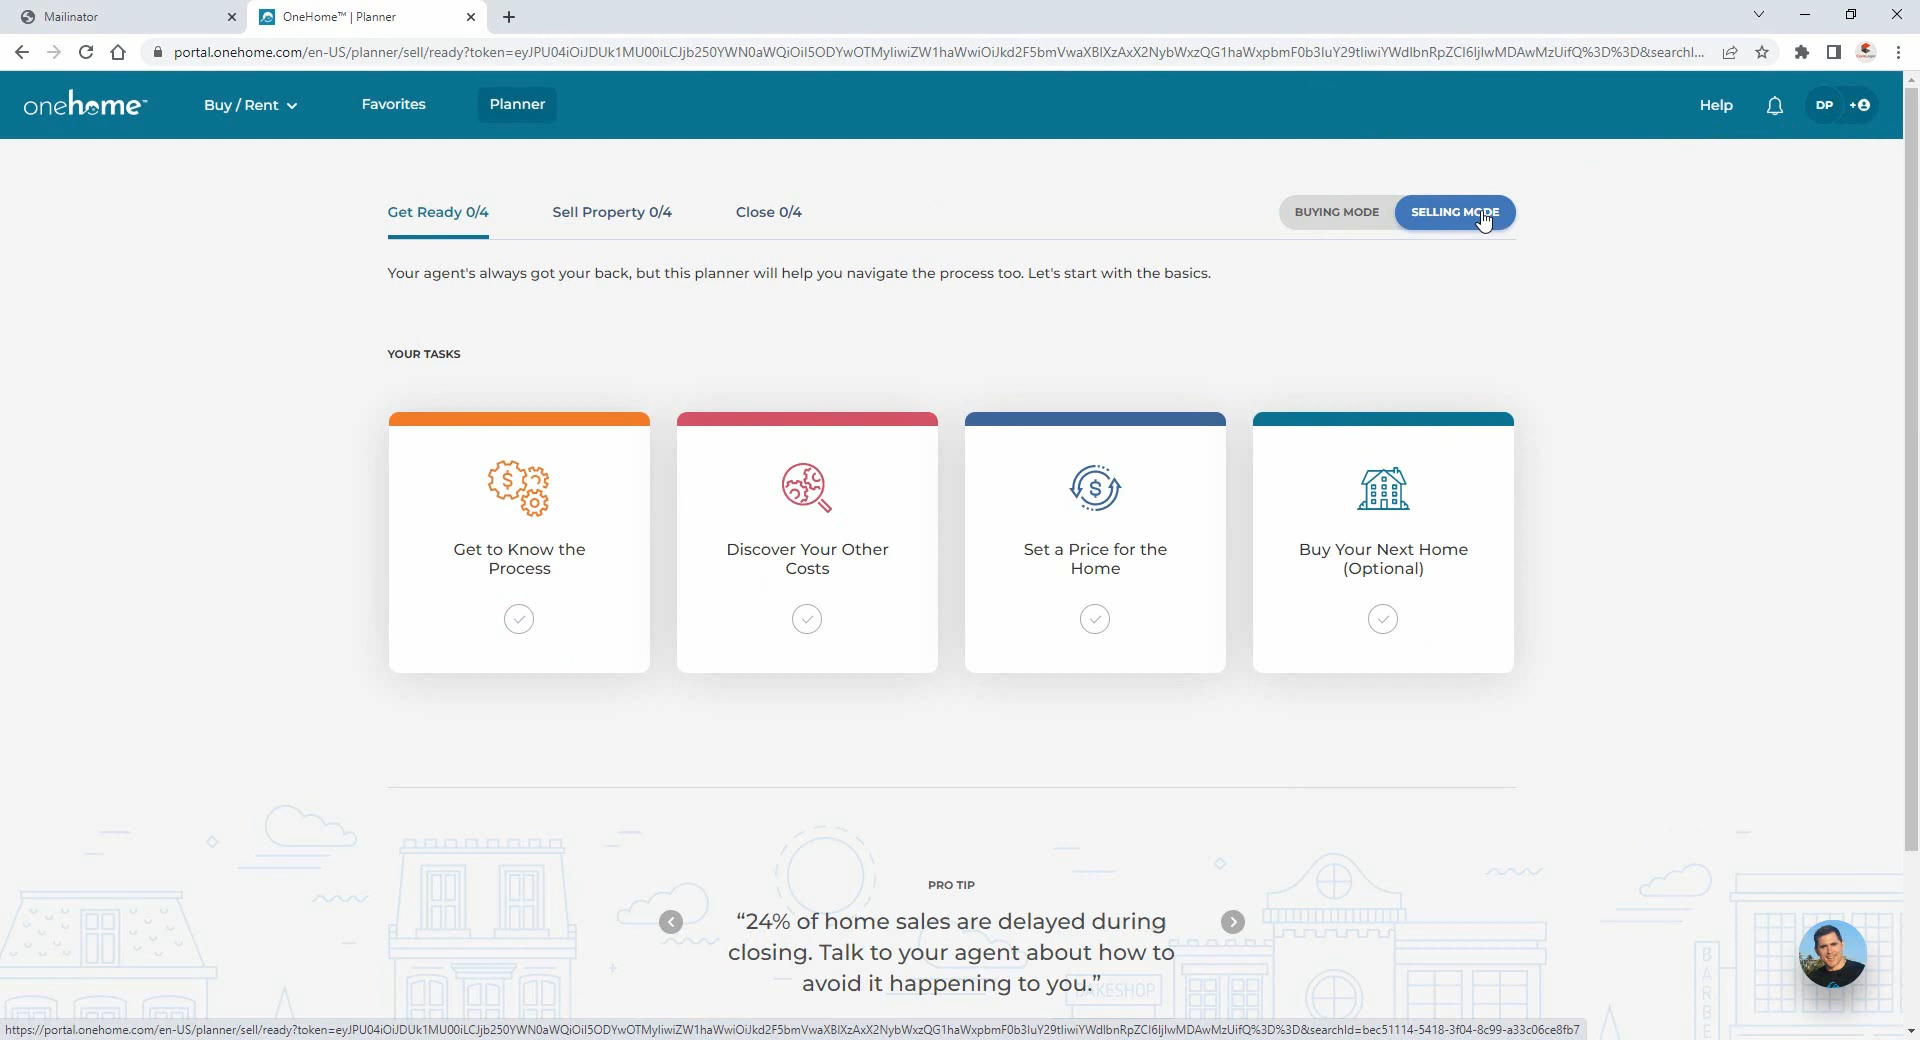 Mailinator
OneHome™ | Planner
portal.onehome.com/en-US/planner/sell/ready?token=eyJPU04iOiJDUk1MU00iLCJjb250YWN0aWQiOiI5ODYwOTMyliwiZW1haWwiOiJkd2F5bmVwaXBlXzAxX2NybWxzQG1haWxpbmF0b3IuY29tIiwiYWdlbnRpZCI6IjIwMDAwMzUifQ%3D%3D&searchI...
onehome™
Buy / Rent
Favorites
Planner
Help
DP
Get Ready 0/4
Sell Property 0/4
Close 0/4
BUYING MODE
SELLING MODE
Your agent's always got your back, but this planner will help you navigate the process too. Let's start with the basics.
YOUR TASKS
Get to Know the
Process
Discover Your Other
Costs
Set a Price for the
Home
Buy Your Next Home
(Optional)
PRO TIP
“24% of home sales are delayed during
closing. Talk to your agent about how to
avoid it happening to you.”
BAKESHOP
BARBE
https://portal.onehome.com/en-US/planner/sell/ready?token=eyJPU04iOiJDUk1MU00iLCJjb250YWN0aWQiOiI5ODYwOTMyliwiZW1haWwiOiJkd2F5bmVwaXBlXzAxX2NybWxzQG1haWxpbmF0b3IuY29tIiwiYWdlbnRpZCI6IjIwMDAwMzUifQ%3D%3D&searchId=bec51114-5418-3f04-8c99-a33c06ce8fb7